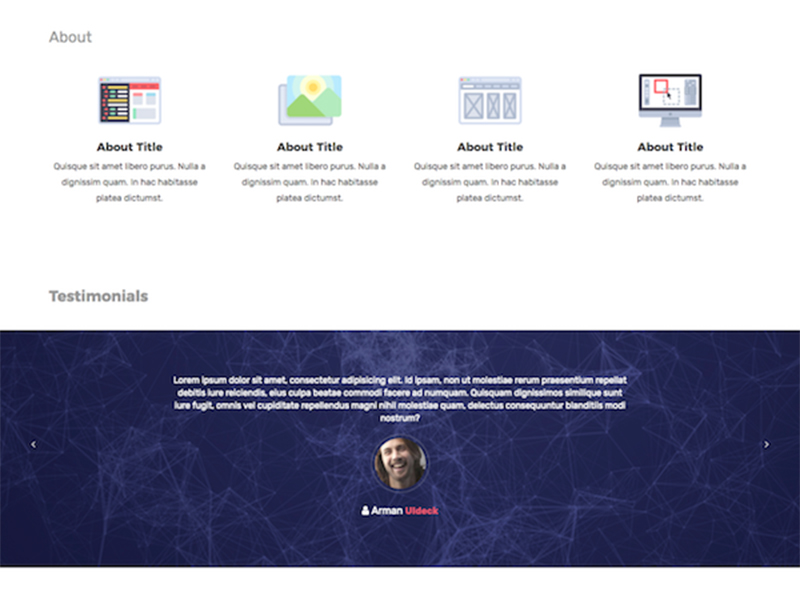 About
About Title
Quisque sit amet libero purus. Nulla a
dignissim quam. In hac habitasse
platea dictumst.
About Title
Quisque sit amet libero purus. Nulla a
dignissim quam. In hac habitasse
platea dictumst.
About Title
Quisque sit amet libero purus. Nulla a
dignissim quam. In hac habitasse
platea dictumst.
About Title
Quisque sit amet libero purus. Nulla a
dignissim quam. In hac habitasse
platea dictumst.
Testimonials
Lorem ipsum dolor sit amet, consectetur adipisicing elit. Id ipsam, non ut molestiae rerum praesentium repellat
debitis iure reiciendis, eius culpa beatae commodi facere ad numquam. Quisquam dignissimos similique sunt
iure fugit, omnis vel cupiditate repellendus magni nihil molestiae quam, delectus consequuntur blanditiis modi
nostrum?
Arman Uideck